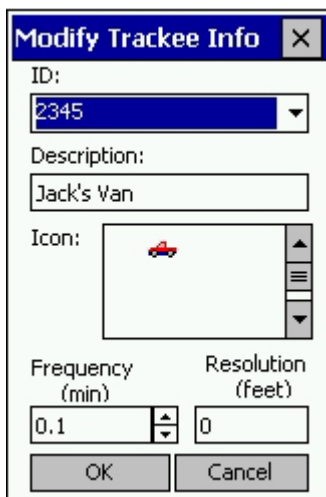 Modify Trackee Info
ID:
2345
Description:
Jack's Van
Icon:
Frequency
(min)
Resolution
(feet)
0.1
0
OK
Cancel